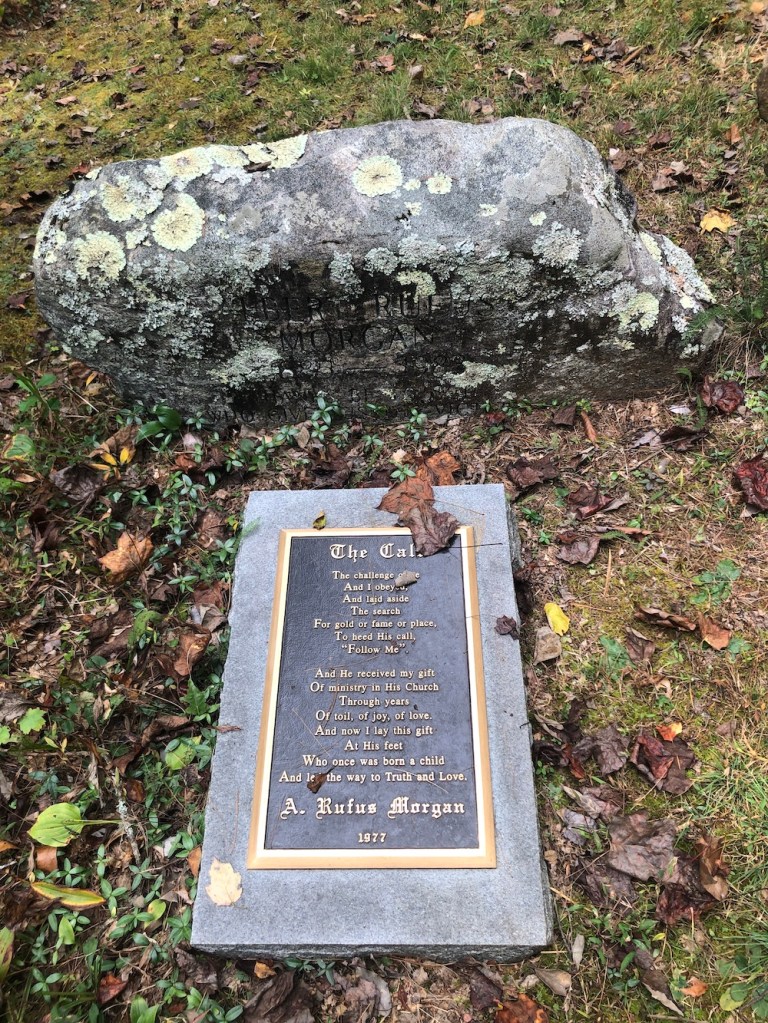 RUFUS
MORGAN
The Call
The challenge
And I obeyed,
And laid aside
The search
For gold or fame or place,
To heed His call,
"Follow Me".
And He received my gift
Of ministry in His Church
Through years
Of toil, of joy, of love.
And now I lay this gift
At His feet
Who once was born a child
And the way to Truth and Love.
A. Rufus Morgan
1977